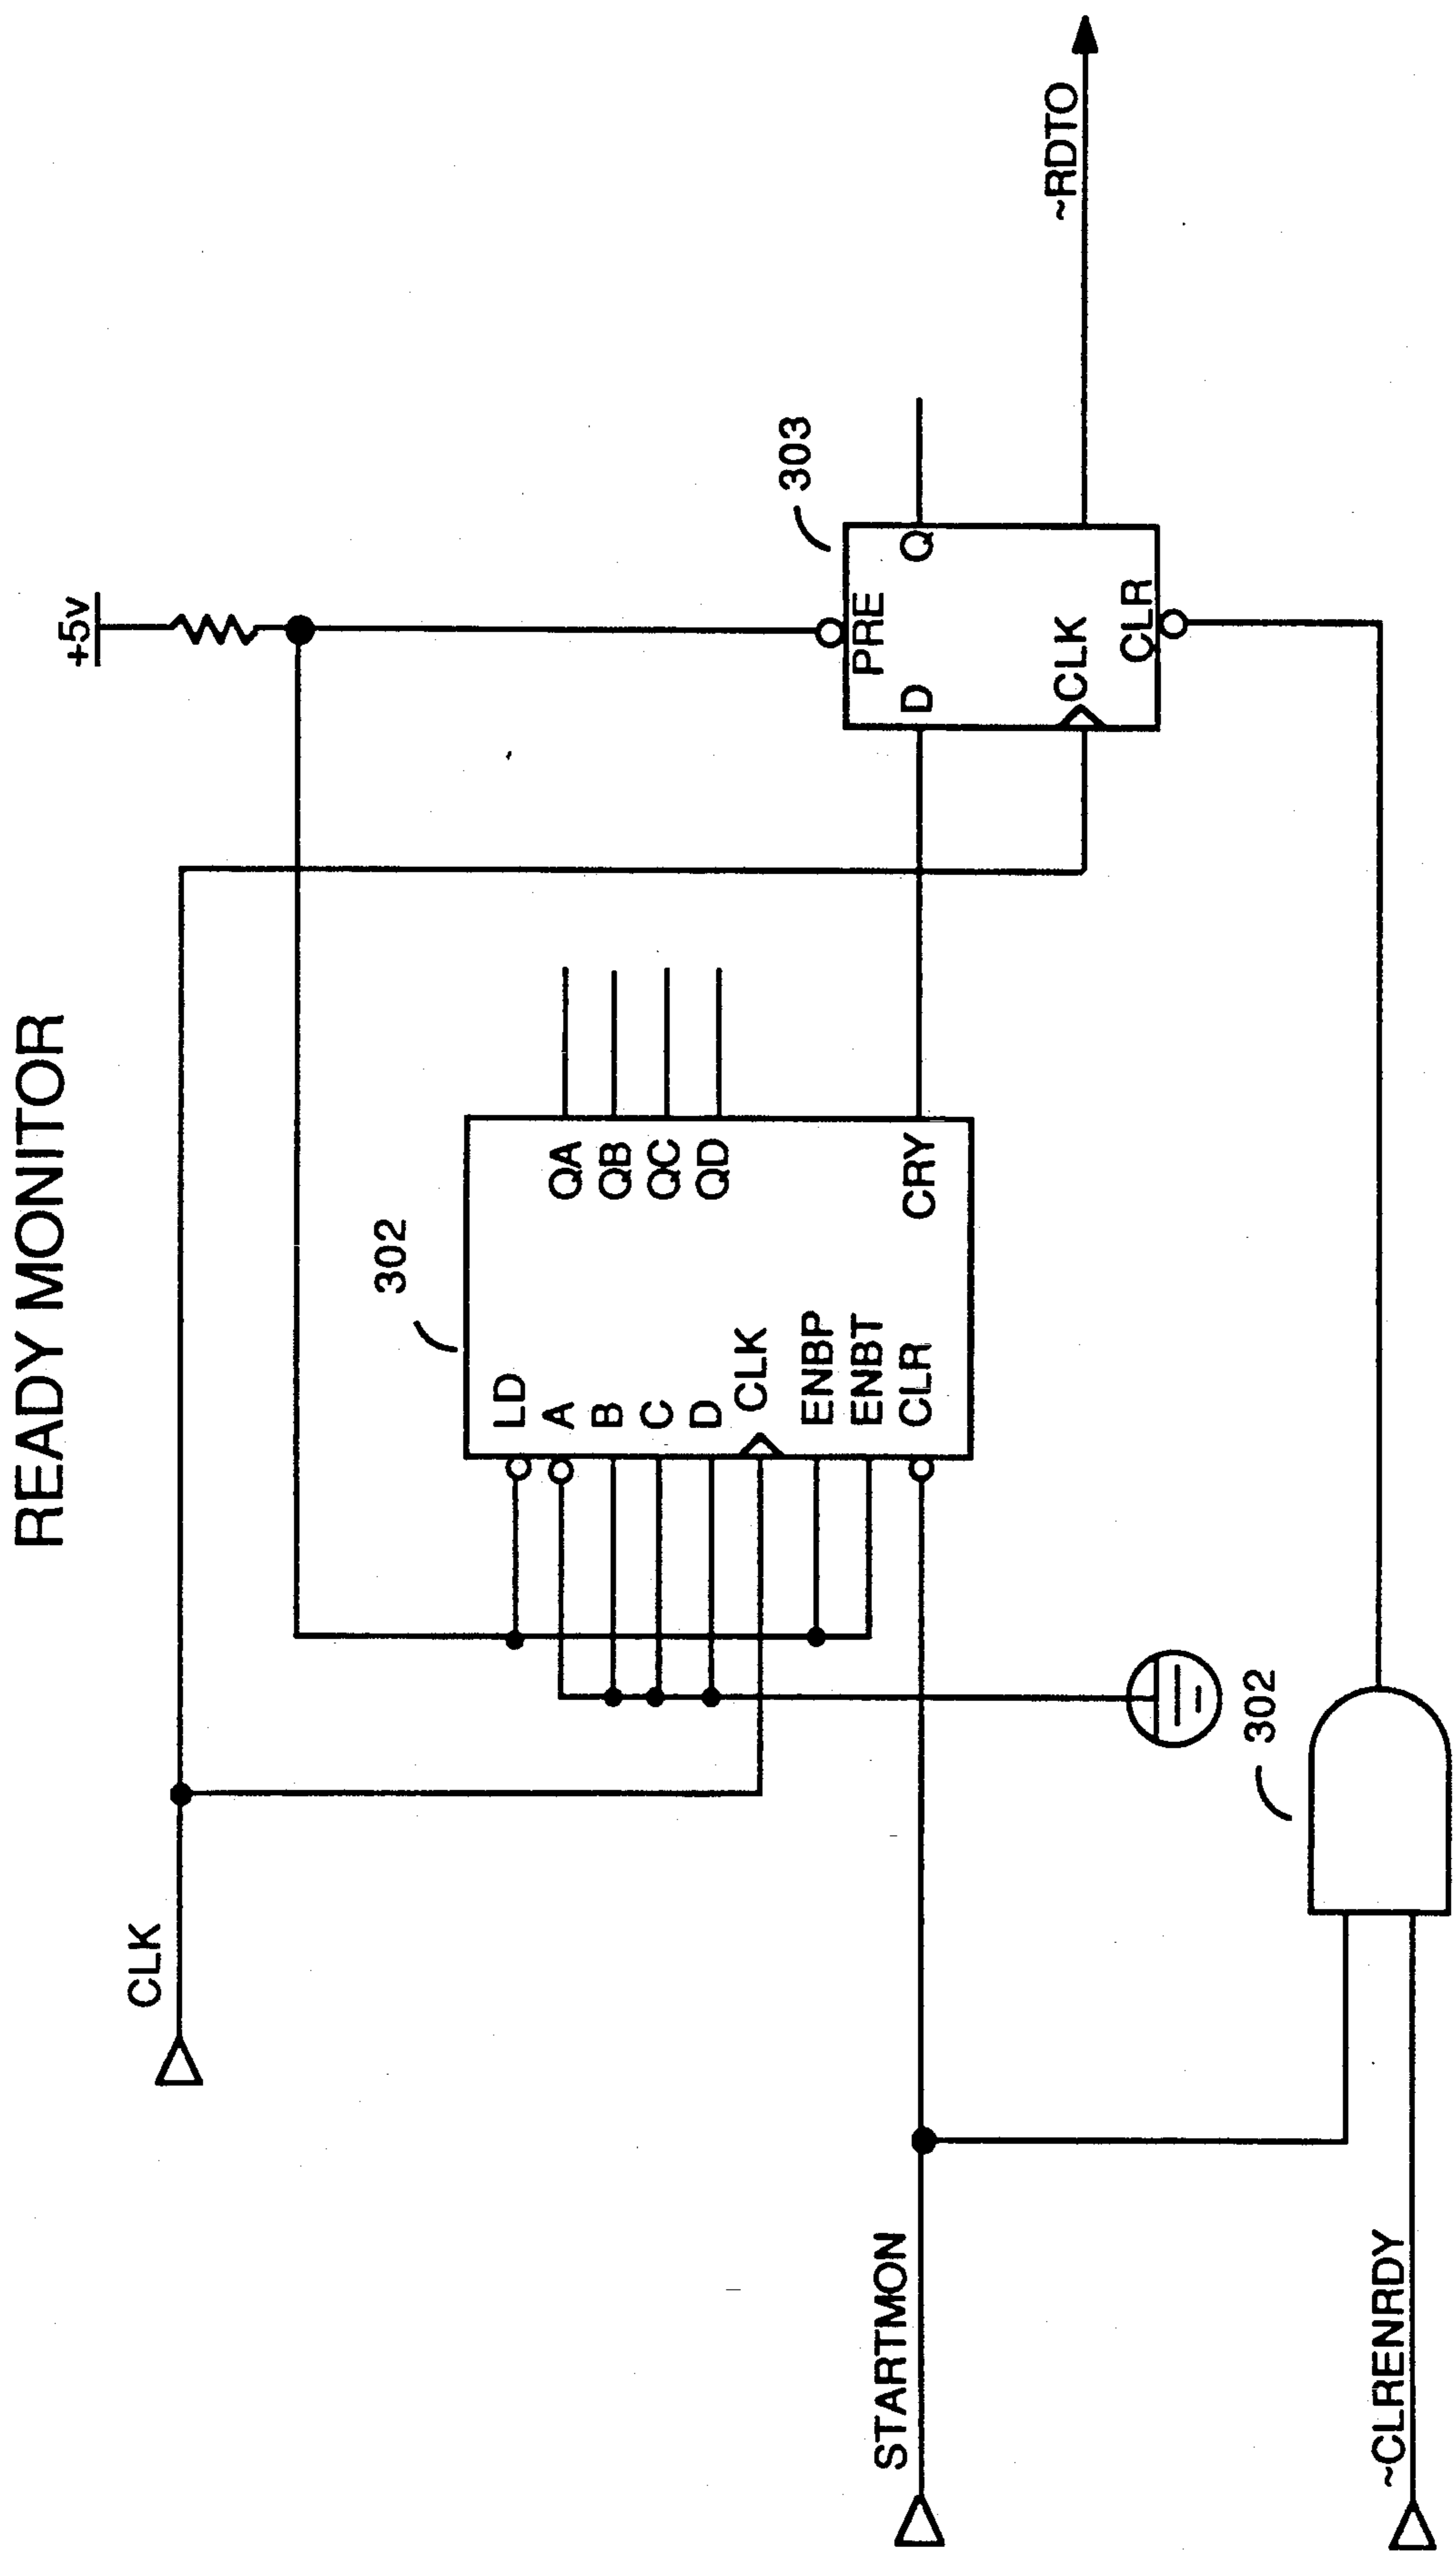 READY MONITOR
+5v
CLK
302
LD
A
B
C
D
CLK
ENBP
ENBT
CLR
QA
QB
QC
QD
CRY
303
PRE
D
Q
CLK
CLR
~RDTO
STARTMON
302
~CLRENRDY